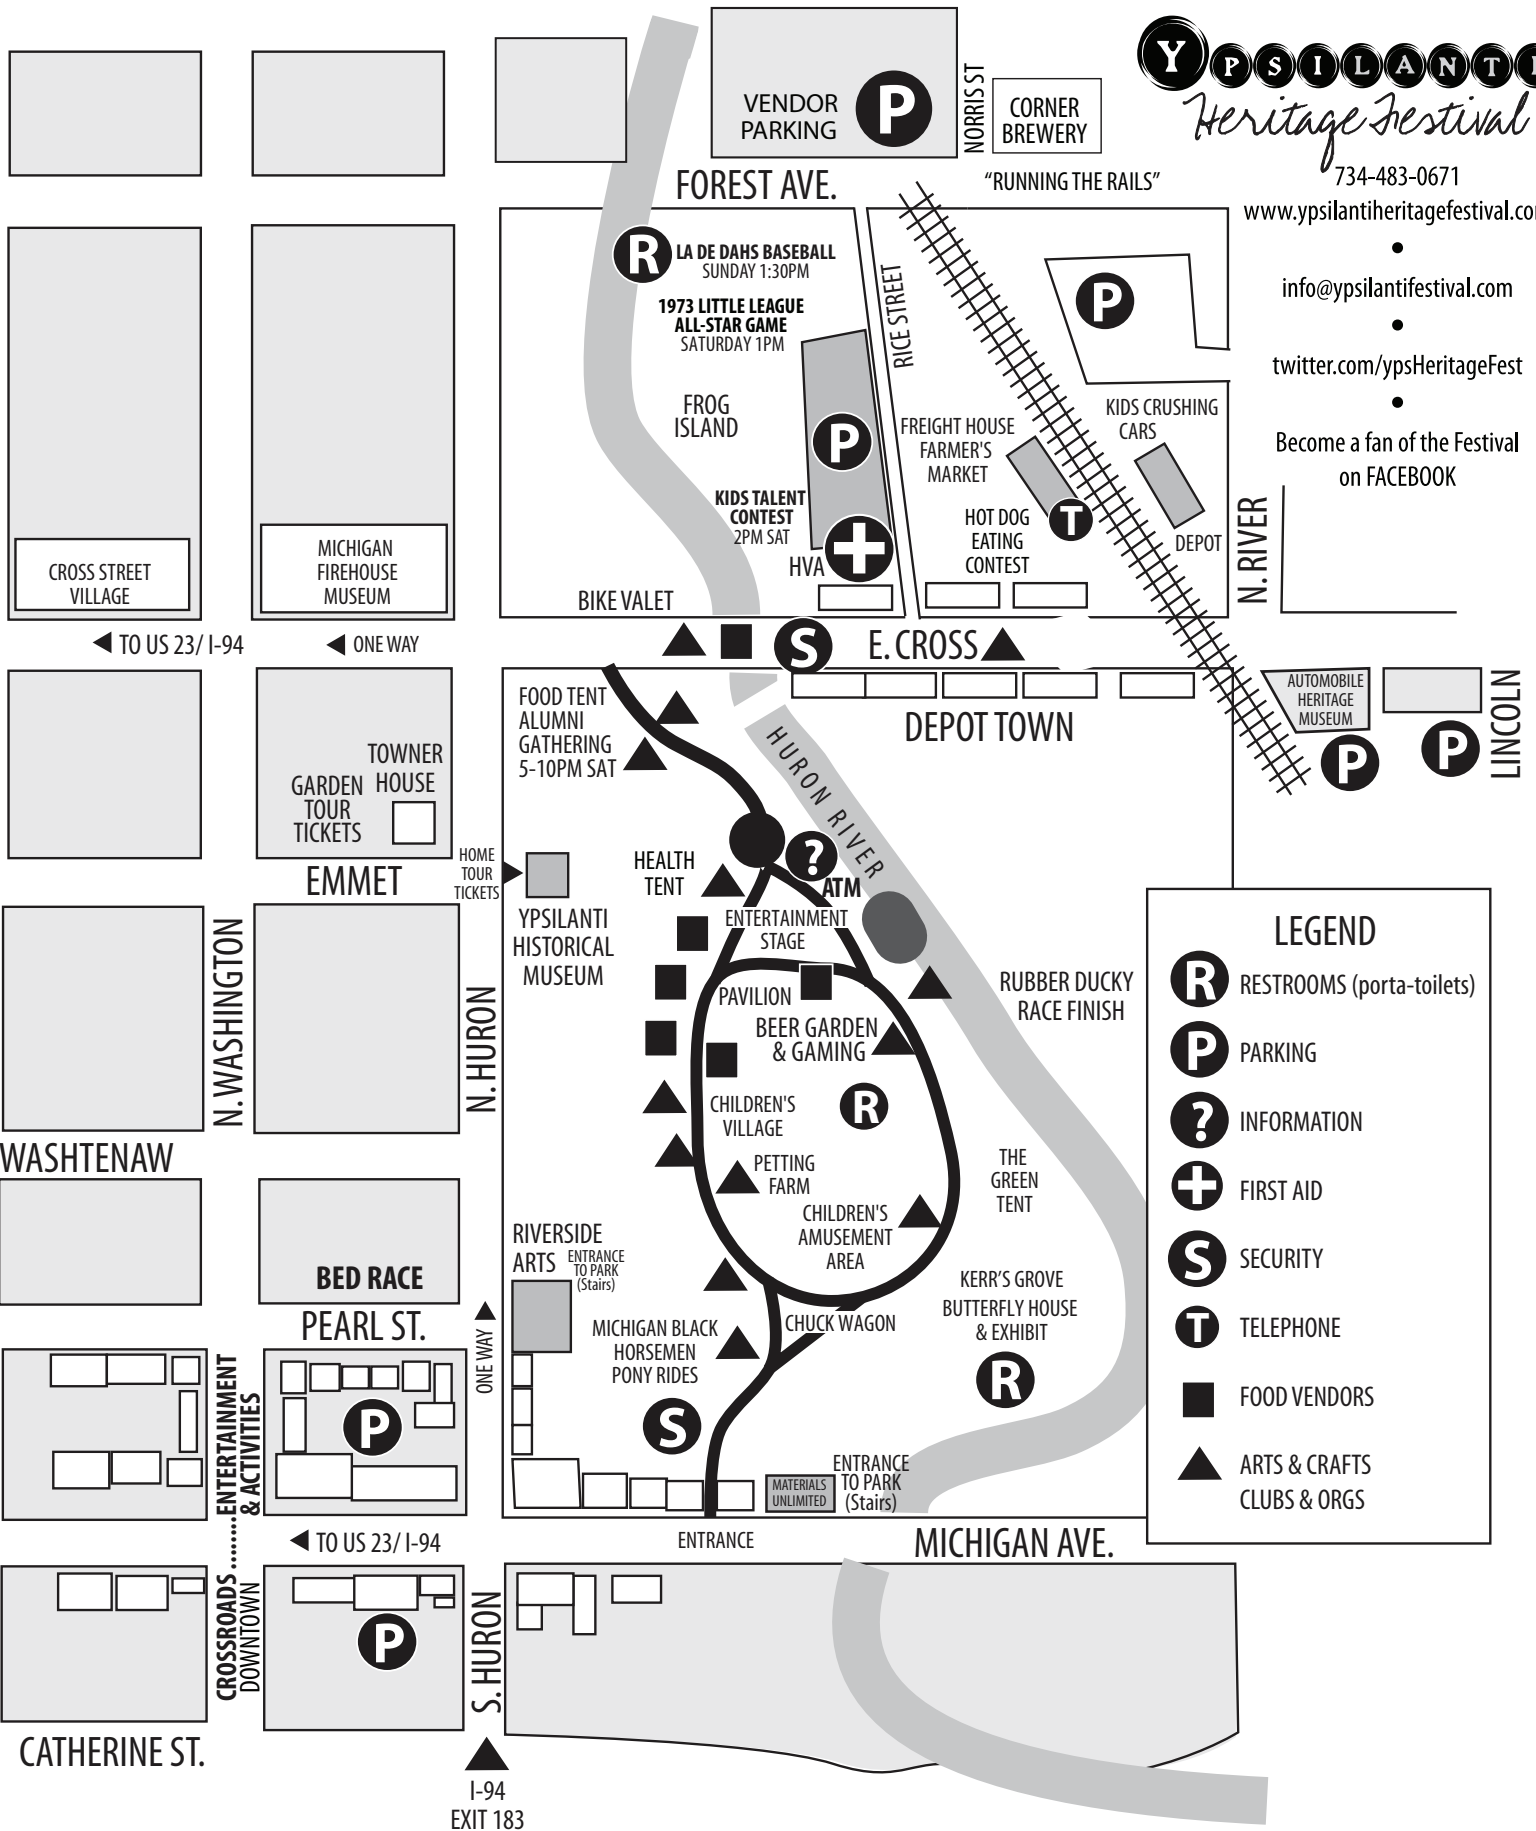 YPSILANTI
Heritage Festival
734-483-0671
www.ypsilantiheritagefestival.com
•
info@ypsilantifestival.com
•
twitter.com/ypsHeritageFest
•
Become a fan of the Festival
on FACEBOOK
VENDOR
PARKING
P
NORRIS ST
CORNER
BREWERY
FOREST AVE.
“RUNNING THE RAILS”
R
LA DE DAHS BASEBALL
SUNDAY 1:30PM
1973 LITTLE LEAGUE
ALL-STAR GAME
SATURDAY 1PM
RICE STREET
P
FROG
ISLAND
P
KIDS CRUSHING
CARS
FREIGHT HOUSE
FARMER'S
MARKET
KIDS TALENT
CONTEST
2PM SAT
HVA
HOT DOG
EATING
CONTEST
T
DEPOT
N. RIVER
CROSS STREET
VILLAGE
MICHIGAN
FIREHOUSE
MUSEUM
BIKE VALET
TO US 23/ I-94
ONE WAY
S
E. CROSS
AUTOMOBILE
HERITAGE
MUSEUM
P
P
LINCOLN
DEPOT TOWN
FOOD TENT
ALUMNI
GATHERING
5-10PM SAT
HURON RIVER
TOWNER
HOUSE
GARDEN
TOUR
TICKETS
EMMET
HOME
TOUR
TICKETS
YPSILANTI
HISTORICAL
MUSEUM
HEALTH
TENT
?
ATM
ENTERTAINMENT
STAGE
RUBBER DUCKY
RACE FINISH
PAVILION
BEER GARDEN
& GAMING
N. WASHINGTON
N. HURON
R
CHILDREN'S
VILLAGE
WASHTENAW
PETTING
FARM
THE
GREEN
TENT
CHILDREN'S
AMUSEMENT
AREA
RIVERSIDE
ARTS
ENTRANCE
TO PARK
(Stairs)
BED RACE
PEARL ST.
KERR'S GROVE
BUTTERFLY HOUSE
& EXHIBIT
R
CHUCK WAGON
MICHIGAN BLACK
HORSEMEN
PONY RIDES
ONE WAY
S
ENTERTAINMENT
& ACTIVITIES
P
MATERIALS
UNLIMITED
ENTRANCE
TO PARK
(Stairs)
TO US 23/ I-94
ENTRANCE
MICHIGAN AVE.
CROSSROADS ........
DOWNTOWN
P
S. HURON
CATHERINE ST.
I-94
EXIT 183
LEGEND
R RESTROOMS (porta-toilets)
P PARKING
? INFORMATION
FIRST AID
S SECURITY
T TELEPHONE
FOOD VENDORS
ARTS & CRAFTS
CLUBS & ORGS